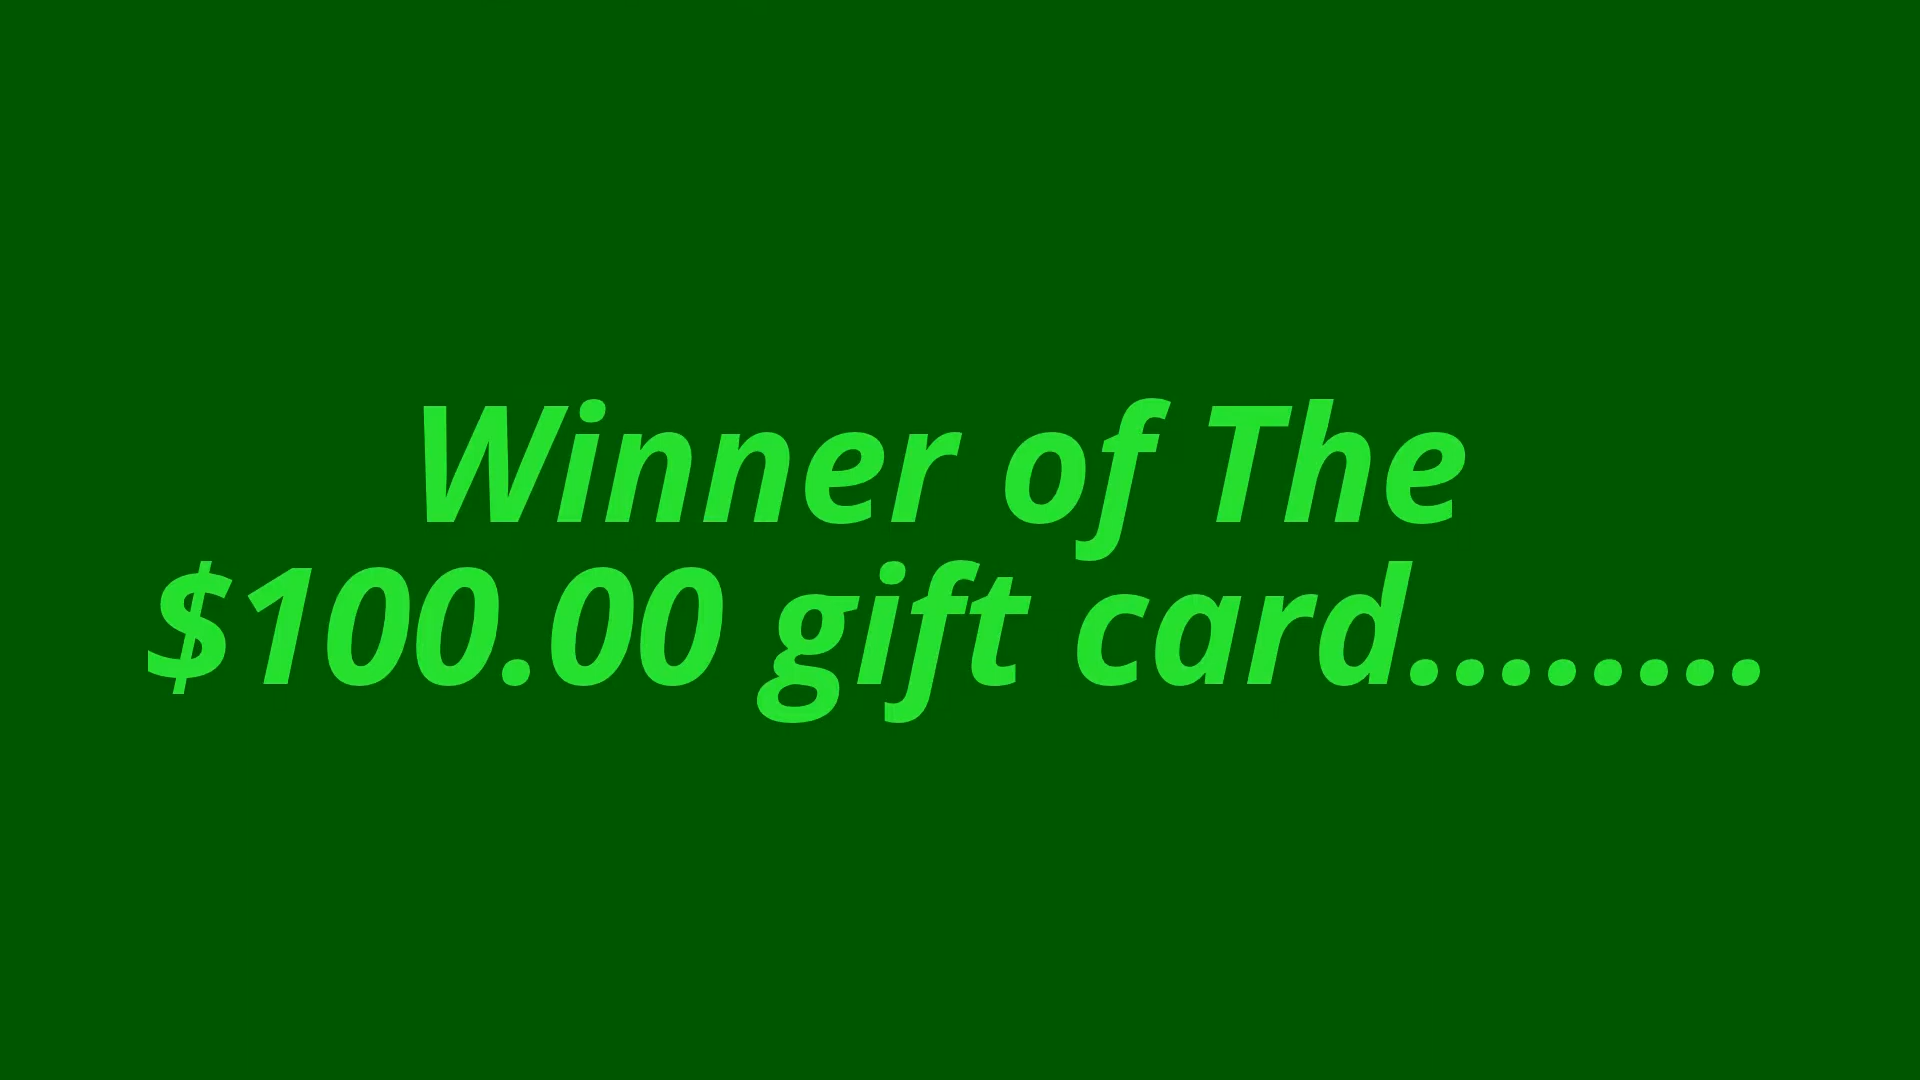 Winner of The
$100.00 gift card........